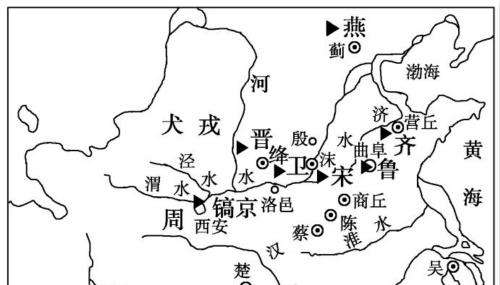 燕
蓟
渤海
河
济
营丘
齐
犬戎
殷
水
黄海
晋
绛
卫
沬
宋
曲阜
鲁
泾水
渭水
水
洛邑
镐京
西安
周
商丘
陈
蔡
淮水
汉
楚
吴